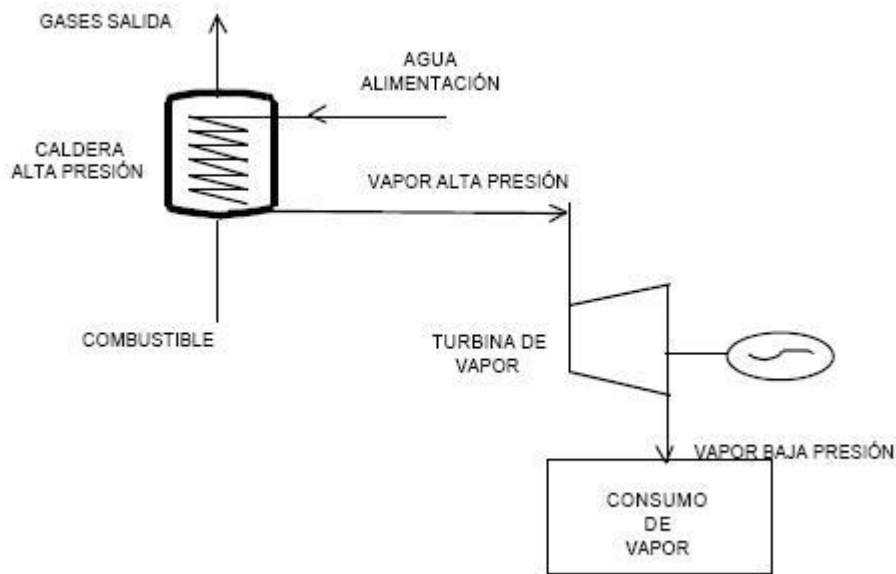 GASES SALIDA
AGUA
ALIMENTACIÓN
CALDERA
ALTA PRESIÓN
VAPOR ALTA PRESIÓN
COMBUSTIBLE
TURBINA DE
VAPOR
VAPOR BAJA PRESIÓN
CONSUMO
DE
VAPOR